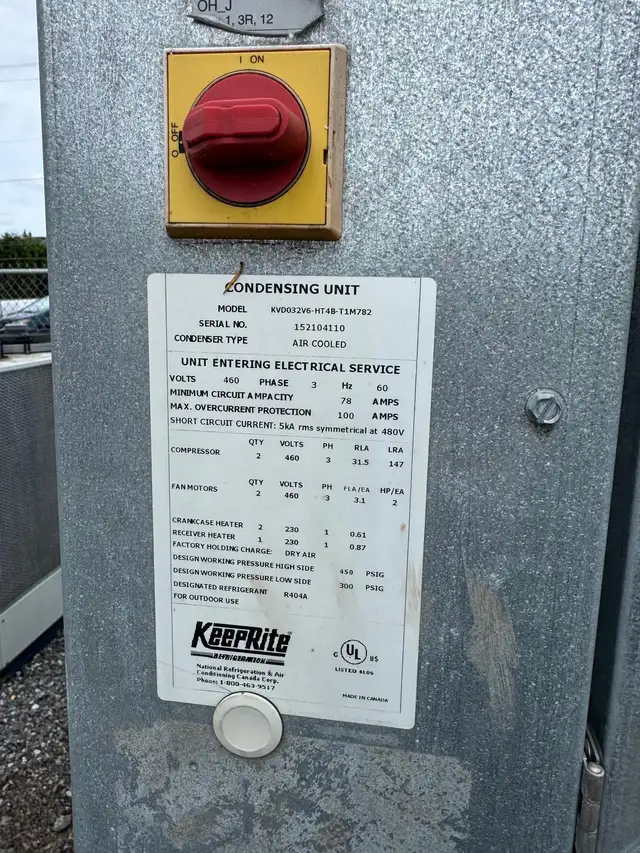 OH_J
1, 3R, 12
I ON
O OFF
CONDENSING UNIT
MODEL KVD032V6-HT4B-T1M782
SERIAL NO. 152104110
CONDENSER TYPE AIR COOLED
UNIT ENTERING ELECTRICAL SERVICE
VOLTS 460 PHASE 3 Hz 60
MINIMUM CIRCUIT AMPACITY 78 AMPS
MAX. OVERCURRENT PROTECTION 100 AMPS
SHORT CIRCUIT CURRENT: 5kA rms symmetrical at 480V
QTY VOLTS PH RLA LRA
COMPRESSOR 2 460 3 31.5 147
QTY VOLTS PH FLA/EA HP/EA
FAN MOTORS 2 460 3 3.1 2
CRANKCASE HEATER 2 230 1 0.61
RECEIVER HEATER 1 230 1 0.87
FACTORY HOLDING CHARGE: DRY AIR
DESIGN WORKING PRESSURE HIGH SIDE 450 PSIG
DESIGN WORKING PRESSURE LOW SIDE 300 PSIG
DESIGNATED REFRIGERANT R404A
FOR OUTDOOR USE
KeepRite
REFRIGERATION
National Refrigeration & Air
Conditioning Canada Corp.
Phone: 1-800-463-9517
C UL US
LISTED 4L06
MADE IN CANADA